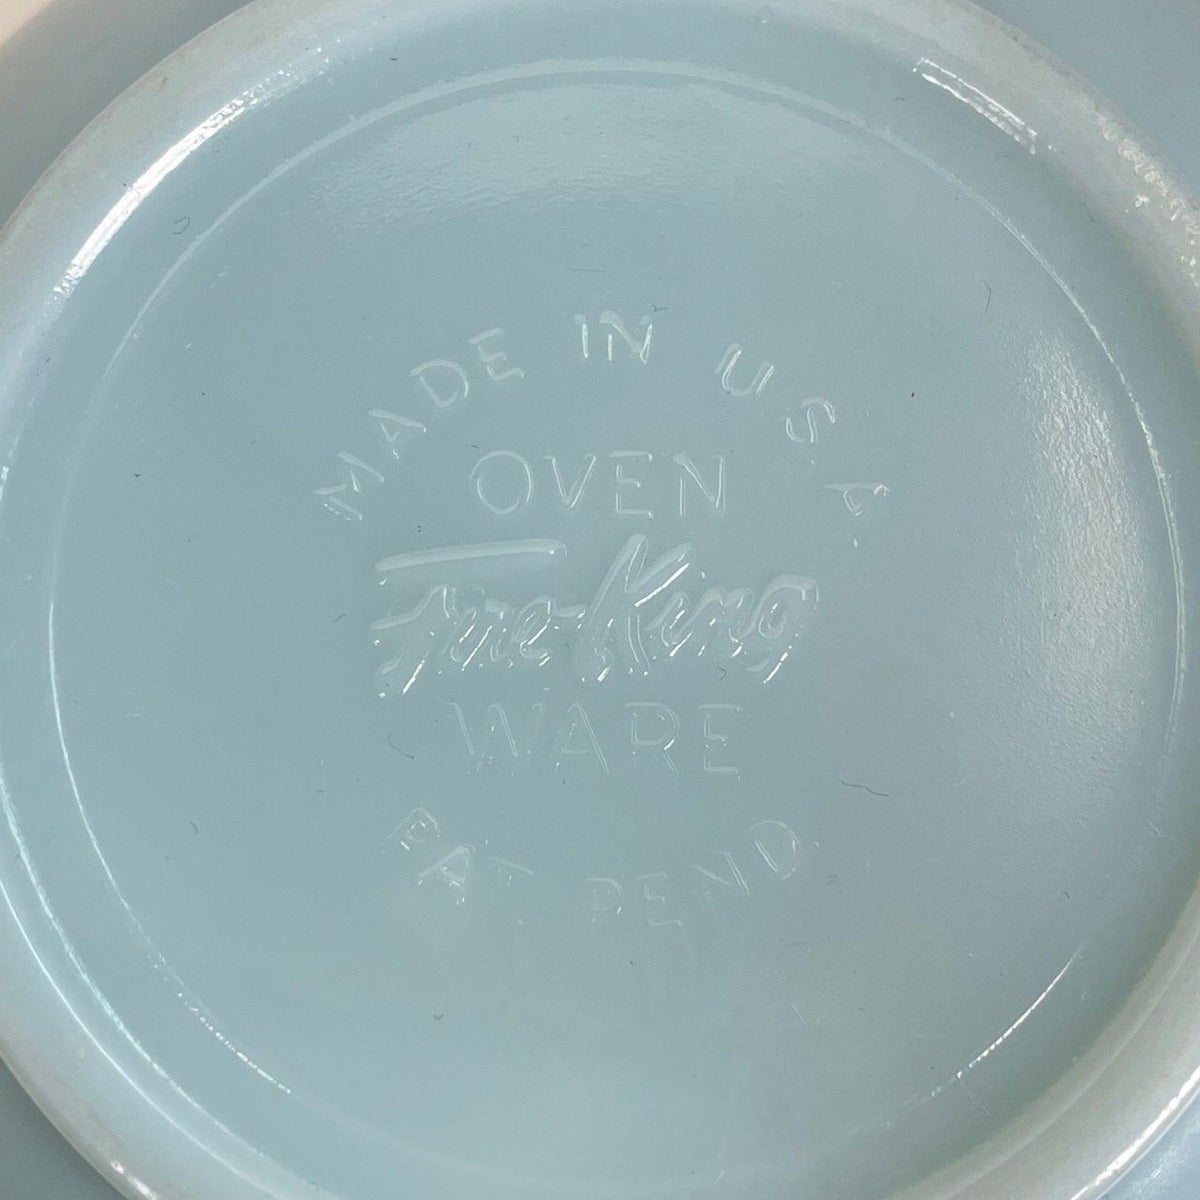 MADE IN U S A
OVEN
Fire-King
WARE
PAT. PEND